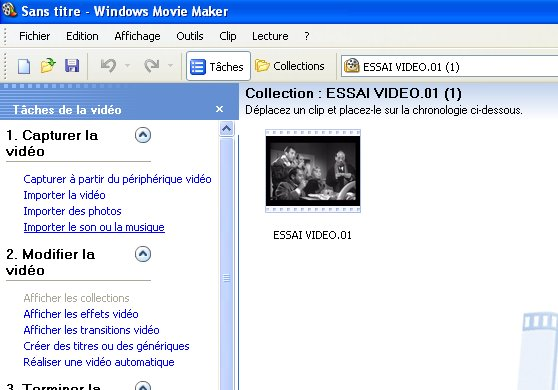 Sans titre - Windows Movie Maker
Fichier Edition Affichage Outils Clip Lecture ?
Tâches Collections ESSAI VIDEO.01 (1)
Tâches de la vidéo
Collection : ESSAI VIDEO.01 (1)
Déplacez un clip et placez-le sur la chronologie ci-dessous.
1. Capturer la
vidéo
Capturer à partir du périphérique vidéo
Importer la vidéo
Importer des photos
Importer le son ou la musique
2. Modifier la
vidéo
Afficher les collections
Afficher les effets vidéo
Afficher les transitions vidéo
Créer des titres ou des génériques
Réaliser une vidéo automatique
3. Terminer la
ESSAI VIDEO.01